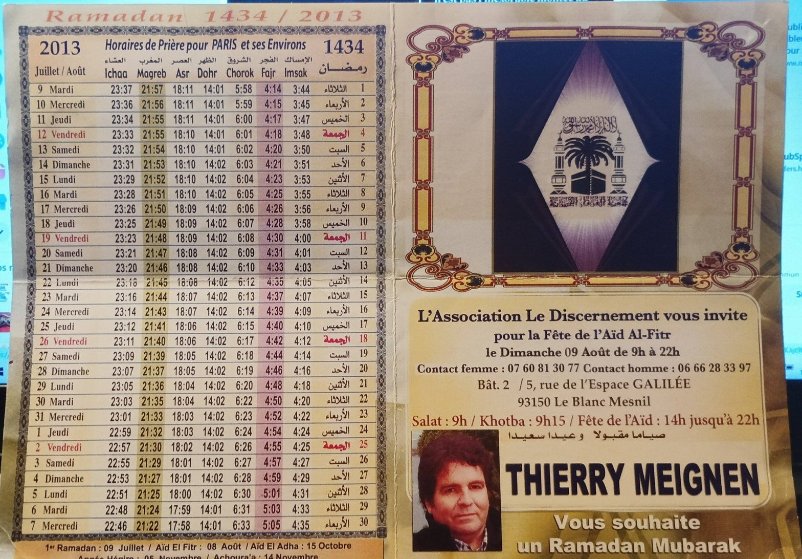 Ramadan 1434 / 2013
2013 Horaires de Prière pour PARIS et ses Environs 1434
العشاء المغرب العصر الظهر الشروق الفجر الإمساك رمضان
Juillet / Août Ichaa Magreb Asr Dohr Chorok Fajr Imsak
9 Mardi 23:37 21:57 18:11 14:01 5:58 4:14 3:44 الثلاثاء 1
10 Mercredi 23:36 21:56 18:11 14:01 5:59 4:15 3:45 الأربعاء 2
11 Jeudi 23:34 21:55 18:11 14:01 6:00 4:17 3:47 الخميس 3
12 Vendredi 23:33 21:55 18:10 14:01 6:01 4:18 3:48 الجمعة 4
13 Samedi 23:32 21:54 18:10 14:02 6:02 4:20 3:50 السبت 5
14 Dimanche 23:31 21:53 18:10 14:02 6:03 4:21 3:51 الأحد 6
15 Lundi 23:29 21:52 18:10 14:02 6:04 4:23 3:53 الأثنين 7
16 Mardi 23:28 21:51 18:10 14:02 6:05 4:25 3:55 الثلاثاء 8
17 Mercredi 23:26 21:50 18:09 14:02 6:06 4:26 3:56 الأربعاء 9
18 Jeudi 23:25 21:49 18:09 14:02 6:07 4:28 3:58 الخميس 10
19 Vendredi 23:23 21:48 18:09 14:02 6:08 4:30 4:00 الجمعة 11
20 Samedi 23:21 21:47 18:08 14:02 6:09 4:31 4:01 السبت 12
21 Dimanche 23:20 21:46 18:08 14:02 6:10 4:33 4:03 الأحد 13
22 Lundi 23:18 21:45 18:08 14:02 6:12 4:35 4:05 الأثنين 14
23 Mardi 23:16 21:44 18:07 14:02 6:13 4:37 4:07 الثلاثاء 15
24 Mercredi 23:14 21:43 18:07 14:02 6:14 4:39 4:09 الأربعاء 16
25 Jeudi 23:12 21:41 18:06 14:02 6:15 4:40 4:10 الخميس 17
26 Vendredi 23:11 21:40 18:06 14:02 6:17 4:42 4:12 الجمعة 18
27 Samedi 23:09 21:39 18:05 14:02 6:18 4:44 4:14 السبت 19
28 Dimanche 23:07 21:37 18:05 14:02 6:20 4:46 4:16 الأحد 20
29 Lundi 23:05 21:36 18:04 14:02 6:21 4:48 4:18 الأثنين 21
30 Mardi 23:03 21:35 18:04 14:02 6:22 4:50 4:20 الثلاثاء 22
31 Mercredi 23:01 21:33 18:03 14:02 6:23 4:52 4:22 الأربعاء 23
1 Jeudi 22:59 21:32 18:03 14:02 6:24 4:54 4:24 الخميس 24
2 Vendredi 22:57 21:30 18:02 14:02 6:26 4:55 4:25 الجمعة 25
3 Samedi 22:55 21:29 18:01 14:02 6:27 4:57 4:27 السبت 26
4 Dimanche 22:53 21:27 18:01 14:02 6:28 4:59 4:29 الأحد 27
5 Lundi 22:51 21:25 18:00 14:02 6:30 5:01 4:31 الأثنين 28
6 Mardi 22:48 21:24 17:59 14:02 6:31 5:03 4:33 الثلاثاء 29
7 Mercredi 22:46 21:22 17:58 14:01 6:33 5:05 4:35 الأربعاء 30
1er Ramadan : 09 Juillet / Aïd El Fitr : 08 Août / Aïd El Adha : 15 Octobre
Année Hégire : 05 Novembre / Achoura'a : 14 Novembre
L'Association Le Discernement vous invite
pour la Fête de l'Aïd Al-Fitr
le Dimanche 09 Août de 9h à 22h
Contact femme : 07 60 81 30 77 Contact homme : 06 66 28 33 97
Bât. 2 / 5, rue de l'Espace GALILÉE
93150 Le Blanc Mesnil
Salat : 9h / Khotba : 9h15 / Fête de l'Aïd : 14h jusqu'à 22h
صياما مقبولا و عيدا سعيدا
THIERRY MEIGNEN
Vous souhaite
un Ramadan Mubarak